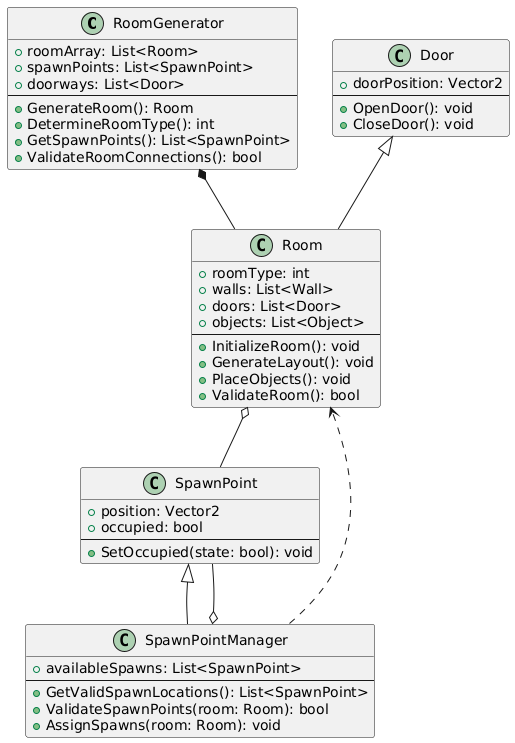 C RoomGenerator
roomArray: List<Room>
spawnPoints: List<SpawnPoint>
doorways: List<Door>
GenerateRoom(): Room
DetermineRoomType(): int
GetSpawnPoints(): List<SpawnPoint>
ValidateRoomConnections(): bool
C Door
doorPosition: Vector2
OpenDoor(): void
CloseDoor(): void
C Room
roomType: int
walls: List<Wall>
doors: List<Door>
objects: List<Object>
InitializeRoom(): void
GenerateLayout(): void
PlaceObjects(): void
ValidateRoom(): bool
C SpawnPoint
position: Vector2
occupied: bool
SetOccupied(state: bool): void
C SpawnPointManager
availableSpawns: List<SpawnPoint>
GetValidSpawnLocations(): List<SpawnPoint>
ValidateSpawnPoints(room: Room): bool
AssignSpawns(room: Room): void